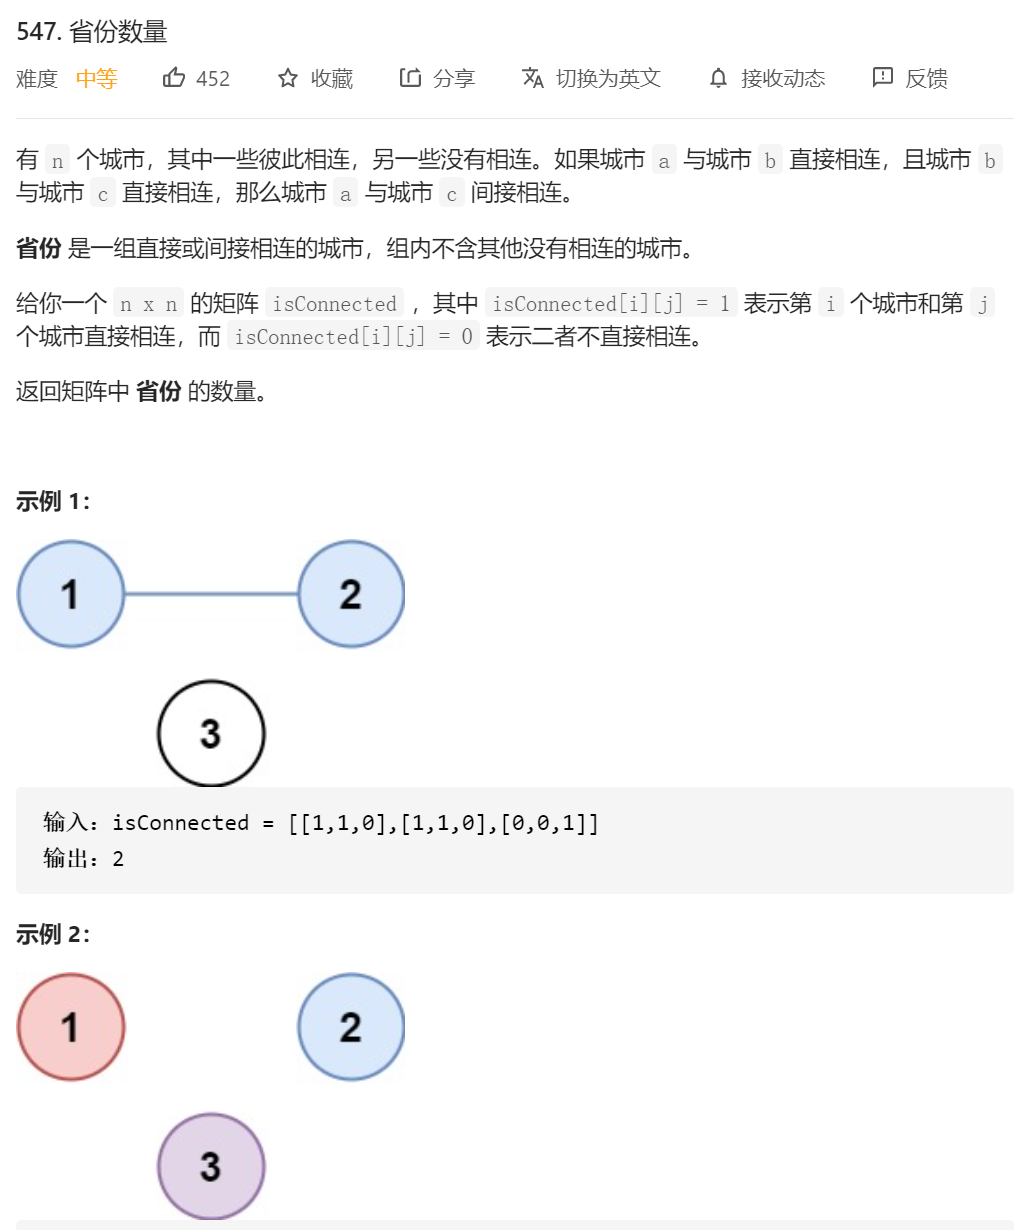 547. 省份数量
难度 中等 452 收藏 分享 切换为英文 接收动态 反馈
有 n 个城市，其中一些彼此相连，另一些没有相连。如果城市 a 与城市 b 直接相连，且城市 b
与城市 c 直接相连，那么城市 a 与城市 c 间接相连。
省份 是一组直接或间接相连的城市，组内不含其他没有相连的城市。
给你一个 n x n 的矩阵 isConnected ，其中 isConnected[i][j] = 1 表示第 i 个城市和第 j
个城市直接相连，而 isConnected[i][j] = 0 表示二者不直接相连。
返回矩阵中 省份 的数量。
示例 1：
1 2
3
输入：isConnected = [[1,1,0],[1,1,0],[0,0,1]]
输出：2
示例 2：
1 2
3